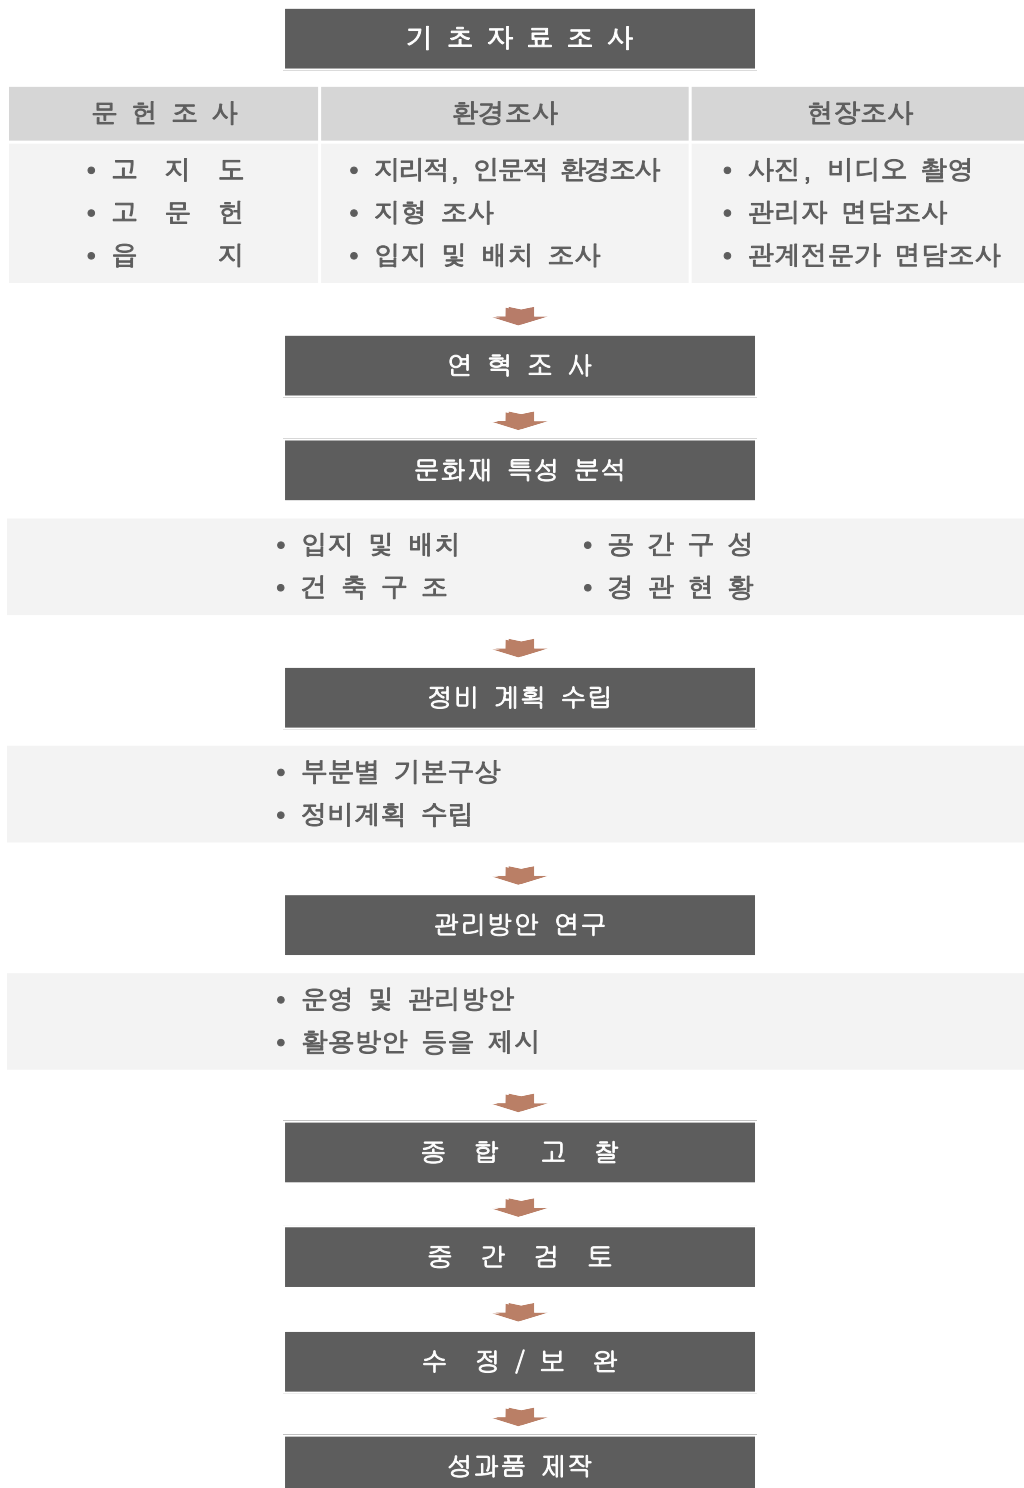 기 초 자 료 조 사
문 헌 조 사 환경조사 현장조사
• 고 지 도 • 지리적, 인문적 환경조사 • 사진, 비디오 촬영
• 고 문 헌 • 지형 조사 • 관리자 면담조사
• 읍 지 • 입지 및 배치 조사 • 관계전문가 면담조사
연 혁 조 사
문화재 특성 분석
• 입지 및 배치 • 공 간 구 성
• 건 축 구 조 • 경 관 현 황
정비 계획 수립
• 부분별 기본구상
• 정비계획 수립
관리방안 연구
• 운영 및 관리방안
• 활용방안 등을 제시
종 합 고 찰
중 간 검 토
수 정 / 보 완
성과품 제작